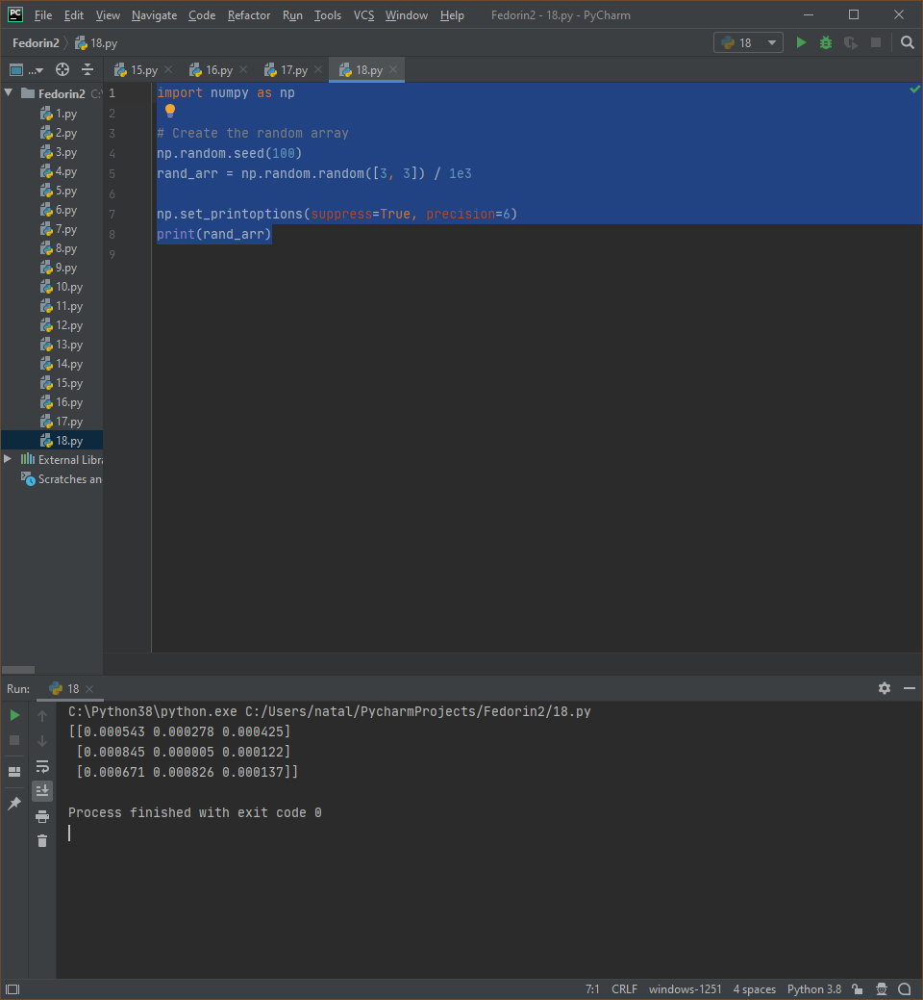 PC File Edit View Navigate Code Refactor Run Tools VCS Window Help Fedorin2 - 18.py - PyCharm
Fedorin2 18.py 18
... 15.py 16.py 17.py 18.py
Fedorin2 C:\
1.py
2.py
3.py
4.py
5.py
6.py
7.py
8.py
9.py
10.py
11.py
12.py
13.py
14.py
15.py
16.py
17.py
18.py
External Libra
Scratches an
1 import numpy as np
2
3 # Create the random array
4 np.random.seed(100)
5 rand_arr = np.random.random([3, 3]) / 1e3
6
7 np.set_printoptions(suppress=True, precision=6)
8 print(rand_arr)
9
Run: 18
C:\Python38\python.exe C:/Users/natal/PycharmProjects/Fedorin2/18.py
[[0.000543 0.000278 0.000425]
[0.000845 0.000005 0.000122]
[0.000671 0.000826 0.000137]]
Process finished with exit code 0
7:1 CRLF windows-1251 4 spaces Python 3.8